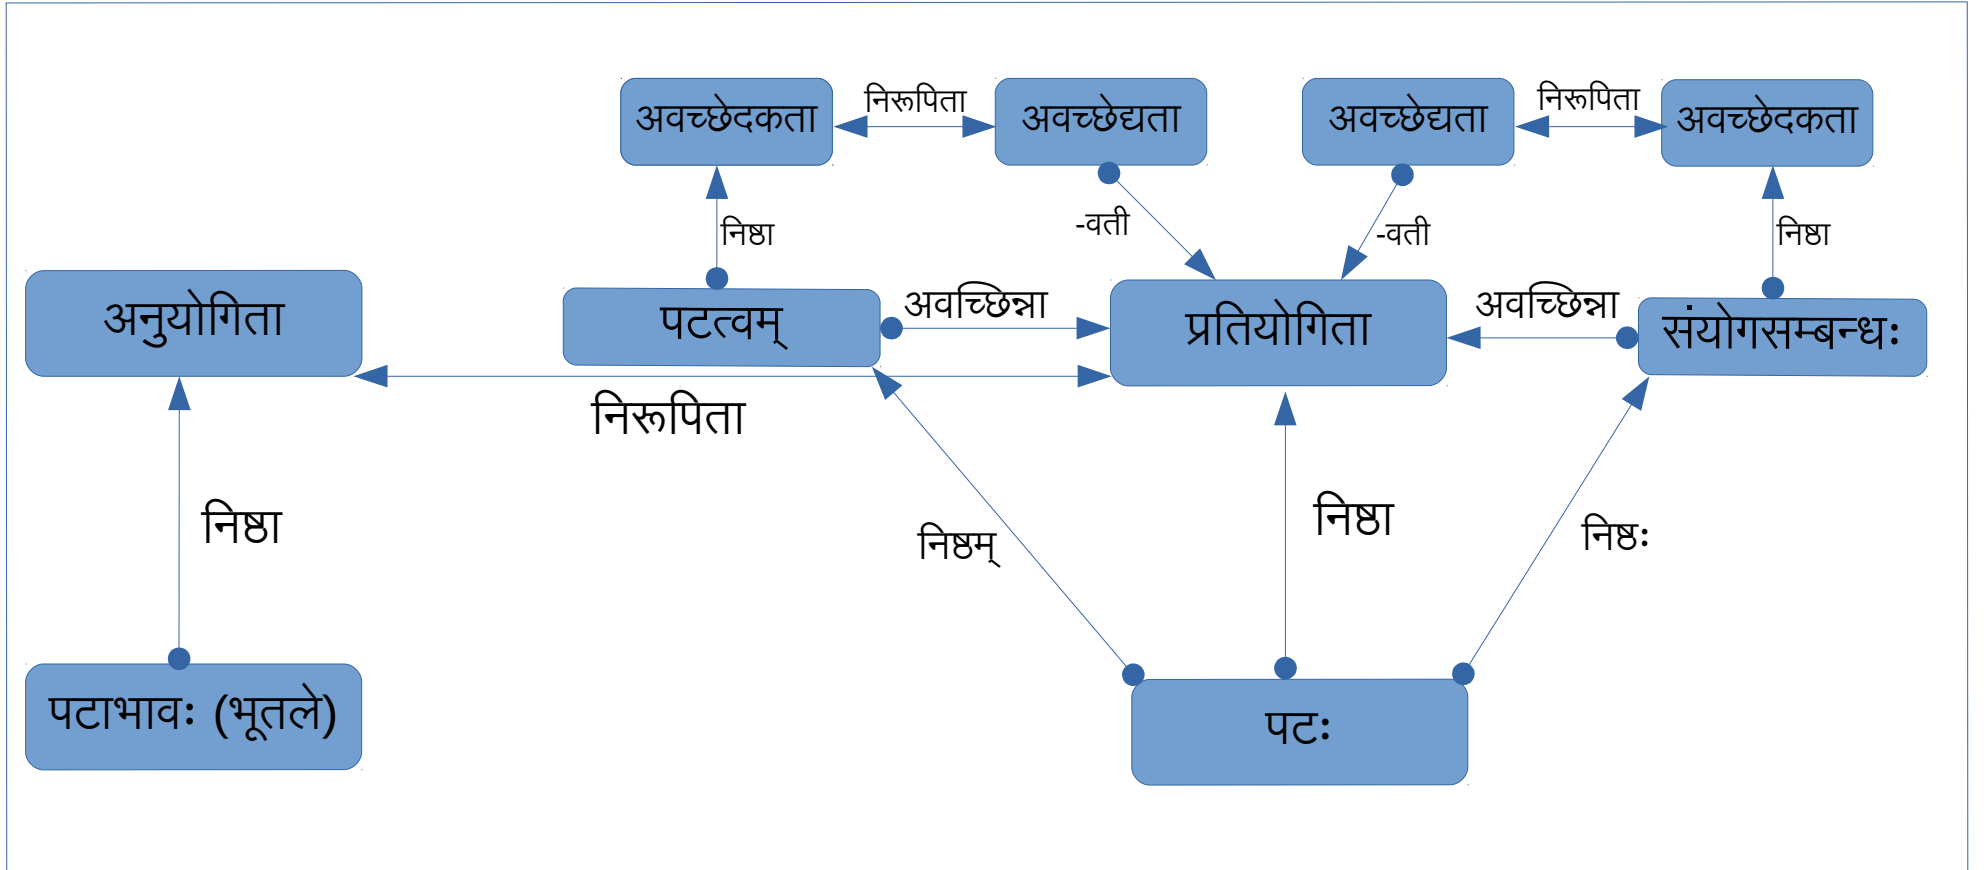 अवच्छेदकता
निरूपिता
अवच्छेद्यता
अवच्छेद्यता
निरूपिता
अवच्छेदकता
निष्ठा
-वती
-वती
निष्ठा
अनुयोगिता
पटत्वम्
अवच्छिन्ना
प्रतियोगिता
अवच्छिन्ना
संयोगसम्बन्धः
निरूपिता
निष्ठा
निष्ठम्
निष्ठा
निष्ठः
पटाभावः (भूतले)
पटः